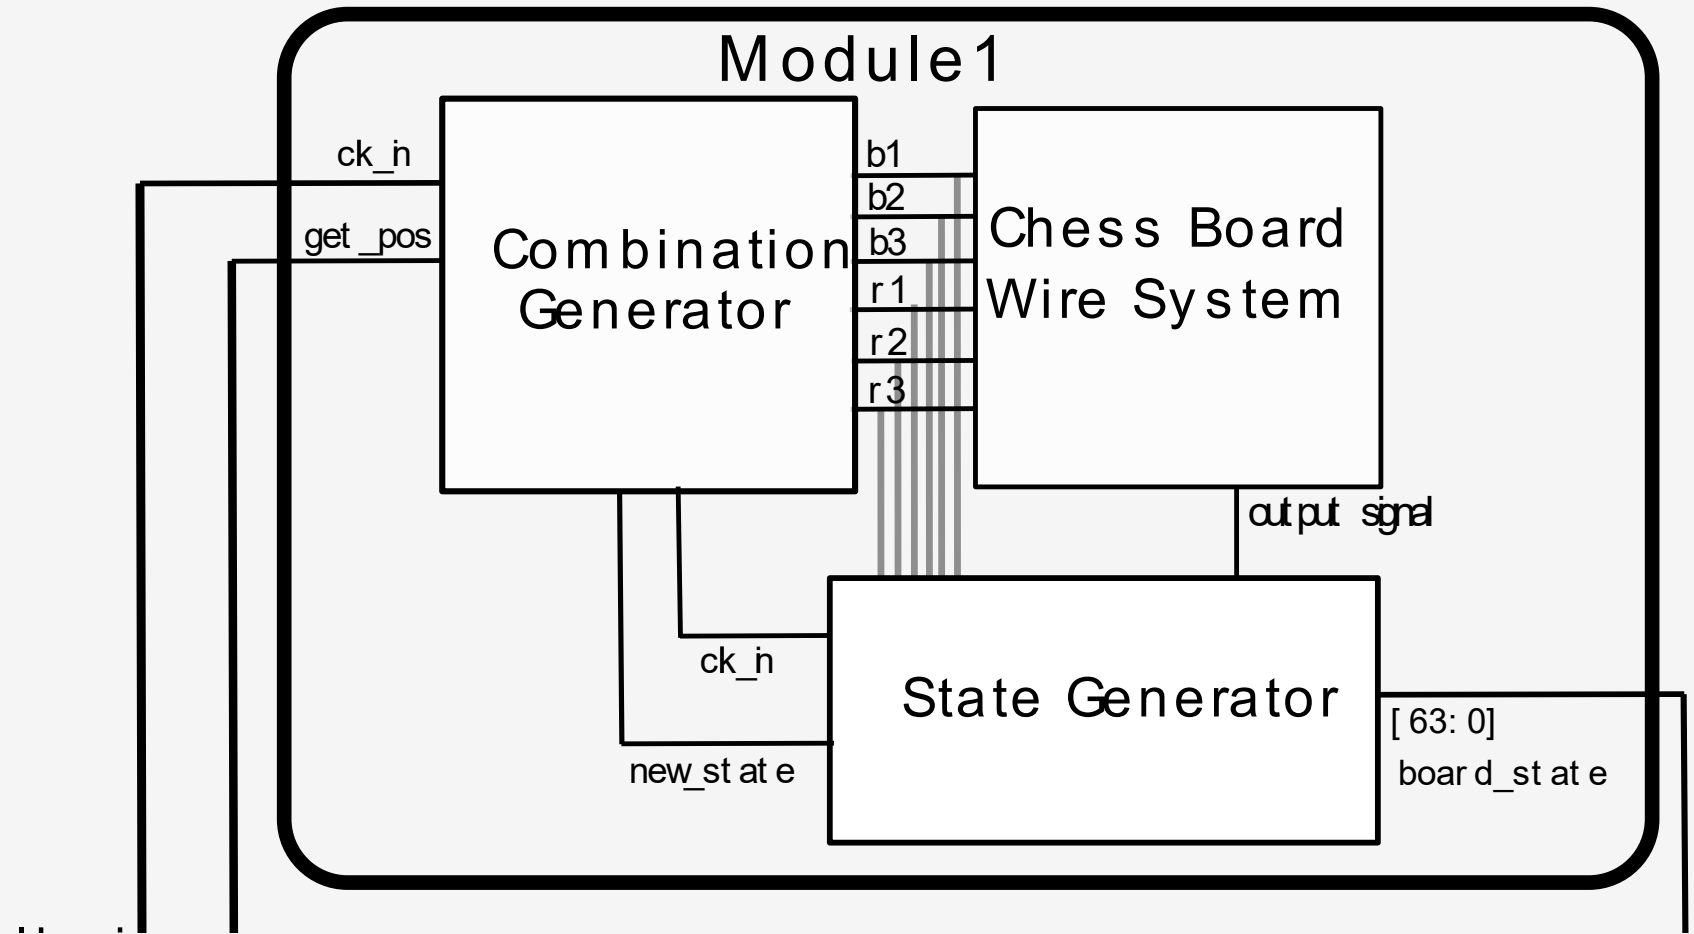 Module1
ck_in
get_pos
Combination
Generator
b1
b2
b3
r1
r2
r3
Chess Board
Wire System
output signal
ck_in
new_state
State Generator
[63:0]
board_state